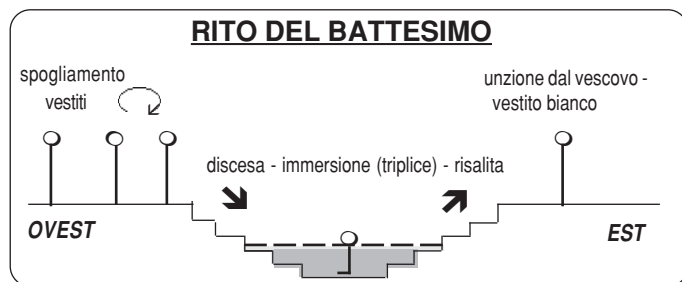 RITO DEL BATTESIMO
spogliamento
vestiti
unzione dal vescovo -
vestito bianco
discesa - immersione (triplice) - risalita
OVEST
EST